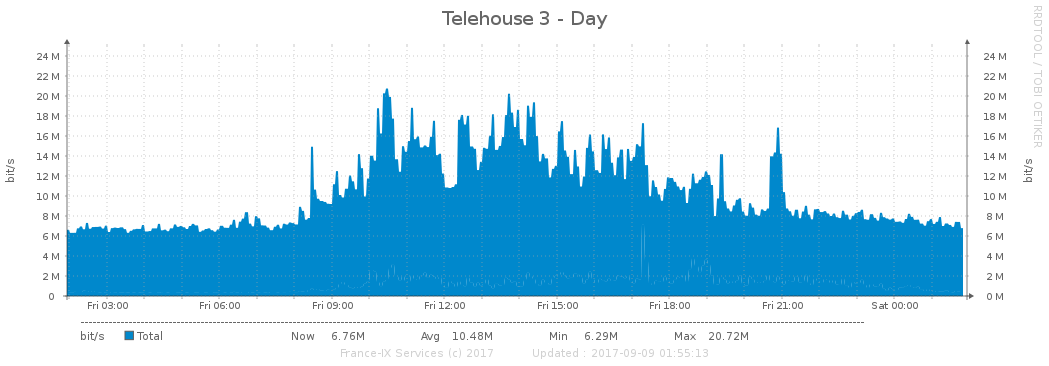 Telehouse 3 - Day
RRDTOOL / TOBI OETIKER
bit/s
24 M 24 M
22 M 22 M
20 M 20 M
18 M 18 M
16 M 16 M
14 M 14 M
12 M 12 M
10 M 10 M
8 M 8 M
6 M 6 M
4 M 4 M
2 M 2 M
0 0 M
bit/s
Fri 03:00 Fri 06:00 Fri 09:00 Fri 12:00 Fri 15:00 Fri 18:00 Fri 21:00 Sat 00:00
bit/s Total Now 6.76M Avg 10.48M Min 6.29M Max 20.72M
France-IX Services (c) 2017 Updated : 2017-09-09 01:55:13